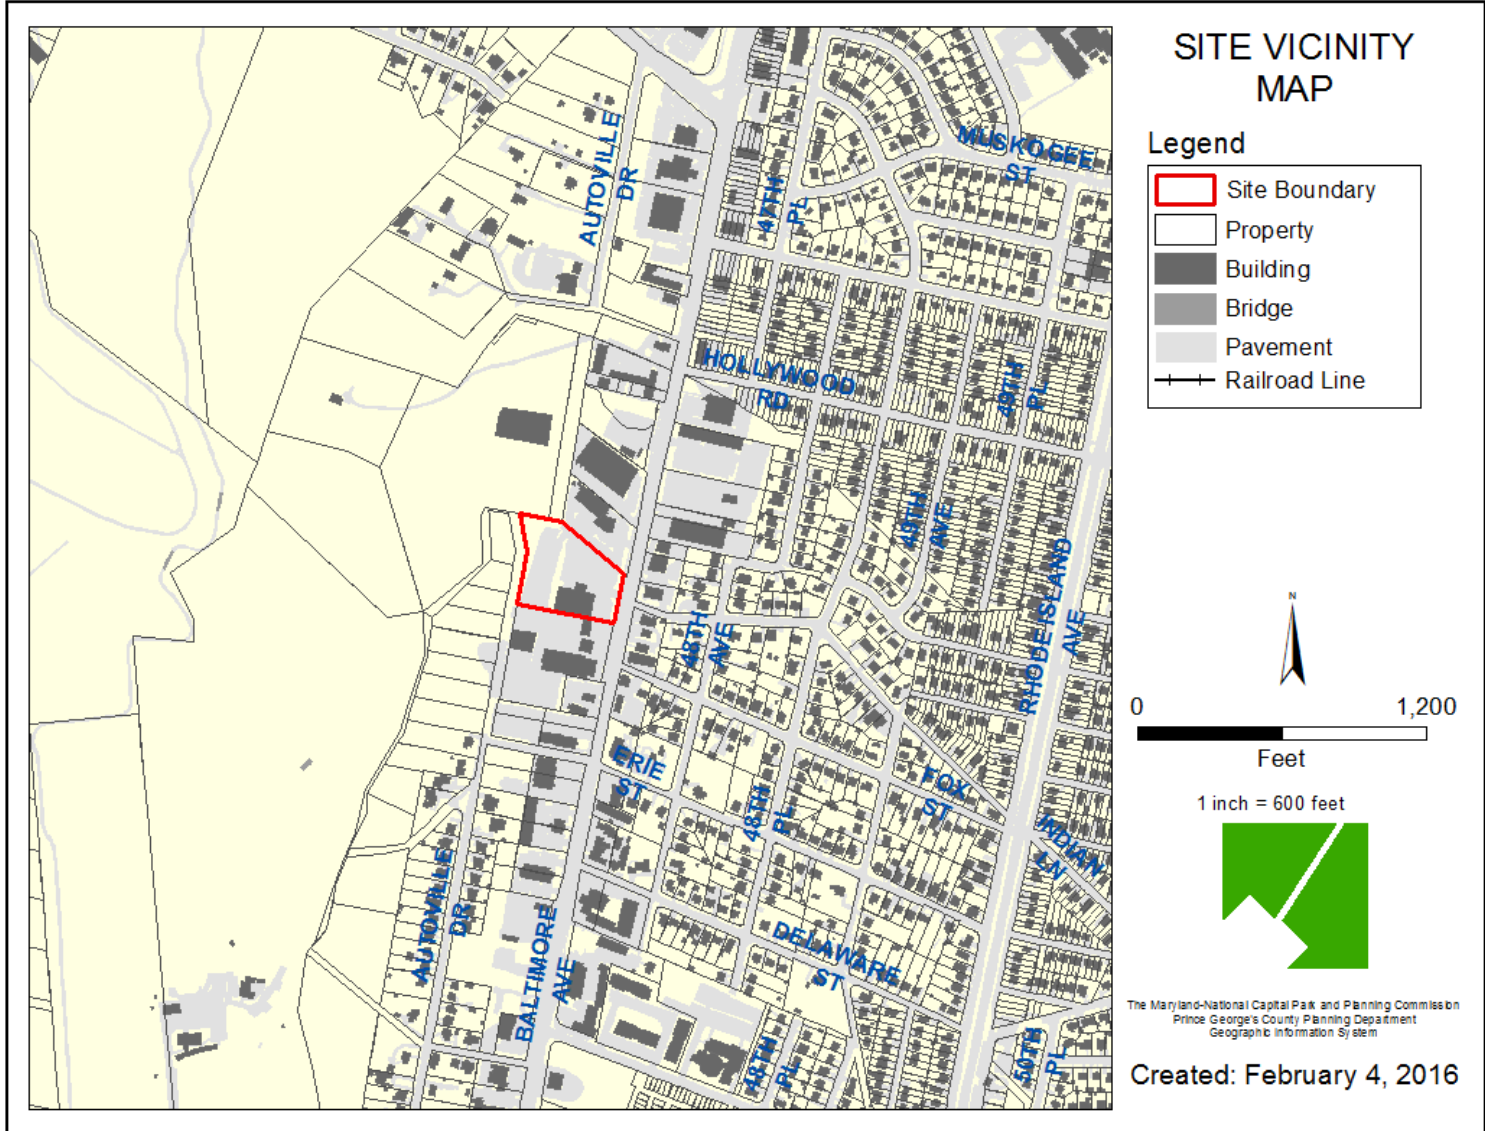 SITE VICINITY
MAP
Legend
Site Boundary
Property
Building
Bridge
Pavement
Railroad Line
N
0 1,200
Feet
1 inch = 600 feet
The Maryland-National Capital Park and Planning Commission
Prince George's County Planning Department
Geographic Information System
Created: February 4, 2016
MUSKOGEE
ST
AUTOVILLE
DR
47TH
PL
HOLLYWOOD
RD
49TH
PL
49TH
AVE
RHODE ISLAND
AVE
48TH
AVE
ERIE
ST
48TH
PL
FOX
ST
INDIAN
LN
AUTOVILLE
DR
BALTIMORE
AVE
DELAWARE
ST
48TH
PL
50TH
PL